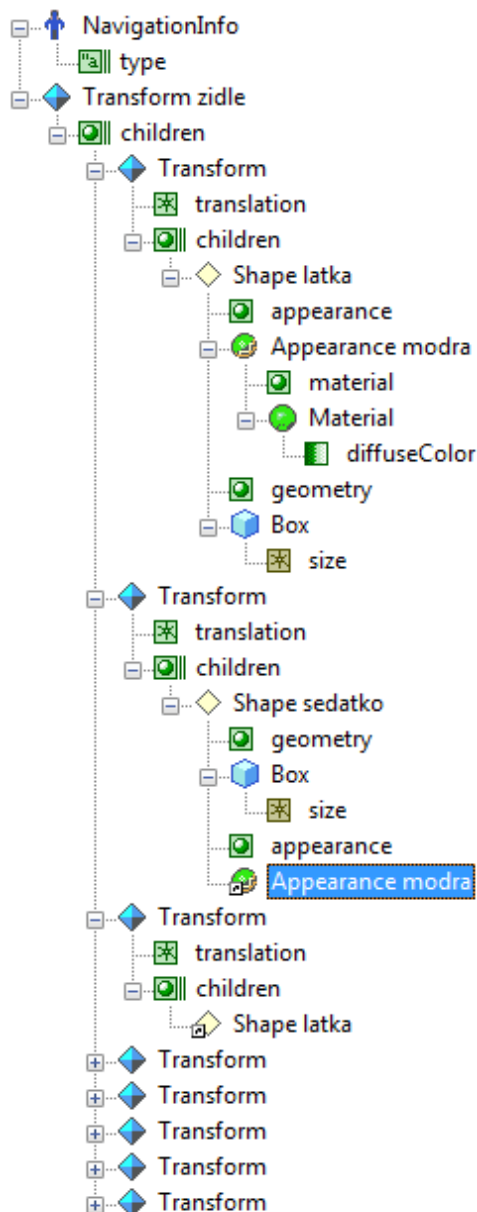 NavigationInfo
type
Transform zidle
children
Transform
translation
children
Shape latka
appearance
Appearance modra
material
Material
diffuseColor
geometry
Box
size
Transform
translation
children
Shape sedatko
geometry
Box
size
appearance
Appearance modra
Transform
translation
children
Shape latka
Transform
Transform
Transform
Transform
Transform